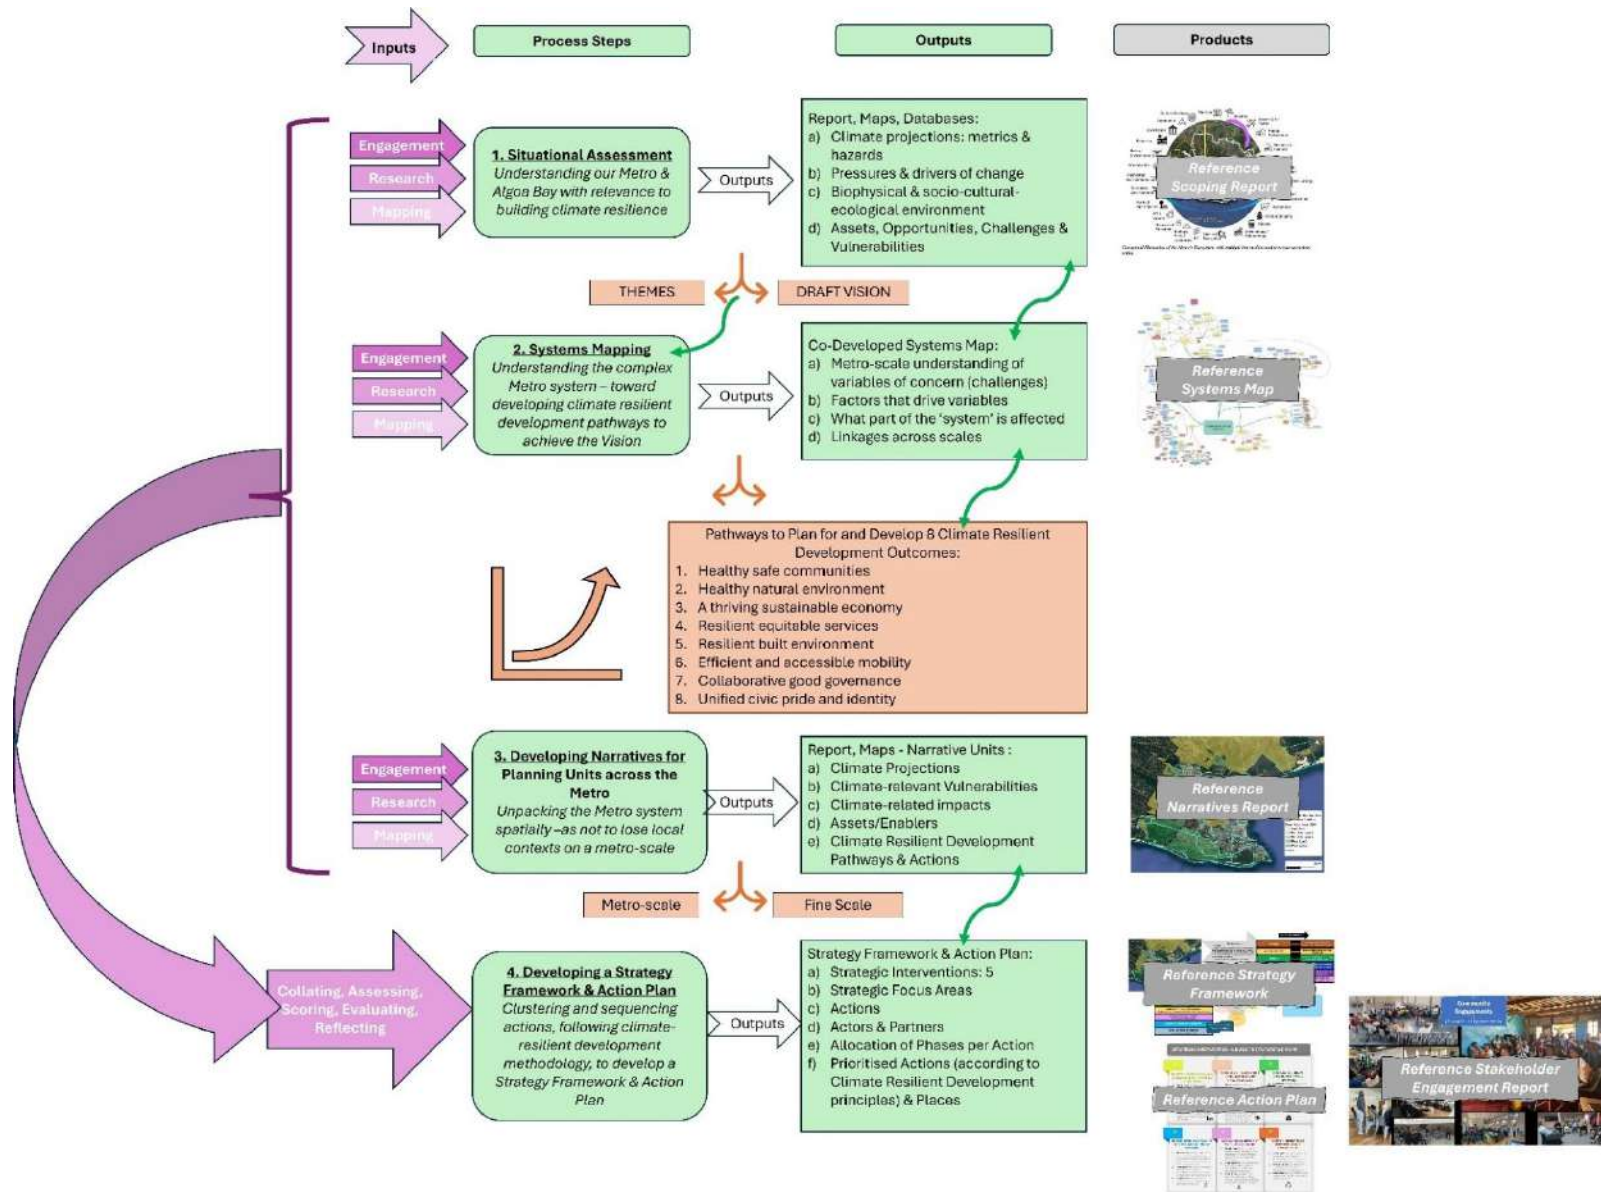 Inputs
Process Steps
Outputs
Products
Engagement
Research
Mapping
1. Situational Assessment
Understanding our Metro &
Algoa Bay with relevance to
building climate resilience
Outputs
Report, Maps, Databases:
a) Climate projections: metrics &
hazards
b) Pressures & drivers of change
c) Biophysical & socio-cultural-
ecological environment
d) Assets, Opportunities, Challenges &
Vulnerabilities
Reference
Scoping Report
THEMES
DRAFT VISION
Engagement
Research
Mapping
2. Systems Mapping
Understanding the complex
Metro system – toward
developing climate resilient
development pathways to
achieve the Vision
Outputs
Co-Developed Systems Map:
a) Metro-scale understanding of
variables of concern (challenges)
b) Factors that drive variables
c) What part of the ‘system’ is affected
d) Linkages across scales
Reference
Systems Map
Pathways to Plan for and Develop 8 Climate Resilient
Development Outcomes:
1. Healthy safe communities
2. Healthy natural environment
3. A thriving sustainable economy
4. Resilient equitable services
5. Resilient built environment
6. Efficient and accessible mobility
7. Collaborative good governance
8. Unified civic pride and identity
Engagement
Research
Mapping
3. Developing Narratives for
Planning Units across the
Metro
Unpacking the Metro system
spatially –as not to lose local
contexts on a metro-scale
Outputs
Report, Maps - Narrative Units :
a) Climate Projections
b) Climate-relevant Vulnerabilities
c) Climate-related impacts
d) Assets/Enablers
e) Climate Resilient Development
Pathways & Actions
Reference
Narratives Report
Metro-scale
Fine Scale
Collating, Assessing,
Scoring, Evaluating,
Reflecting
4. Developing a Strategy
Framework & Action Plan
Clustering and sequencing
actions, following climate-
resilient development
methodology, to develop a
Strategy Framework & Action
Plan
Outputs
Strategy Framework & Action Plan:
a) Strategic Interventions: 5
b) Strategic Focus Areas
c) Actions
d) Actors & Partners
e) Allocation of Phases per Action
f) Prioritised Actions (according to
Climate Resilient Development
principles) & Places
Reference Strategy
Framework
Reference Action Plan
Community
Engagements
Reference Stakeholder
Engagement Report